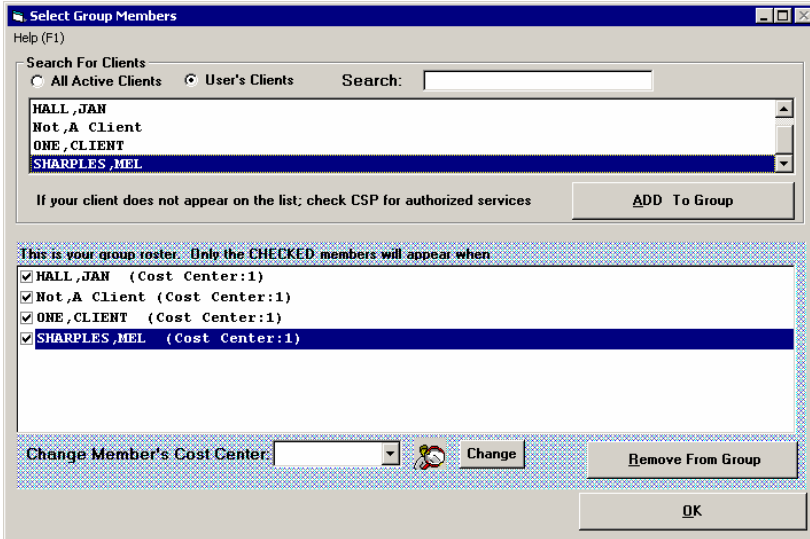 Select Group Members
Help (F1)
Search For Clients
All Active Clients User's Clients Search:
HALL,JAN
Not,A Client
ONE,CLIENT
SHARPLES,MEL
If your client does not appear on the list; check CSP for authorized services ADD To Group
This is your group roster. Only the CHECKED members will appear when
HALL,JAN (Cost Center:1)
Not,A Client (Cost Center:1)
ONE,CLIENT (Cost Center:1)
SHARPLES,MEL (Cost Center:1)
Change Member's Cost Center: Change Remove From Group
OK